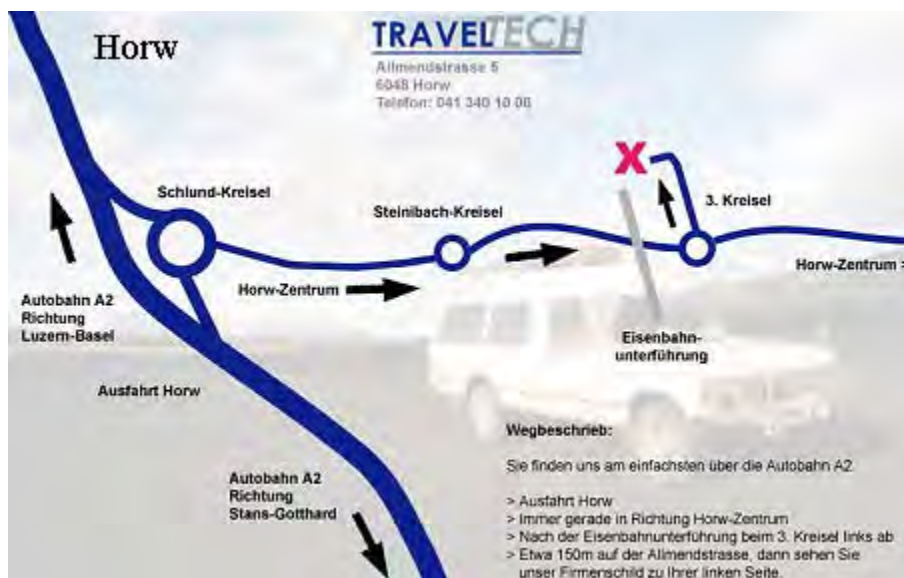 Horw
TRAVELTECH
Allmendstrasse 5
6048 Horw
Telefon: 041 340 10 06
Schlund-Kreisel
Steinibach-Kreisel
X
3. Kreisel
Horw-Zentrum
Horw-Zentrum >
Autobahn A2
Richtung
Luzern-Basel
Eisenbahn-
unterführung
Ausfahrt Horw
Autobahn A2
Richtung
Stans-Gotthard
Wegbeschrieb:
Sie finden uns am einfachsten über die Autobahn A2
> Ausfahrt Horw
> Immer gerade in Richtung Horw-Zentrum
> Nach der Eisenbahnunterführung beim 3. Kreisel links ab
> Etwa 150m auf der Allmendstrasse, dann sehen Sie
unser Firmenschild zu Ihrer linken Seite.